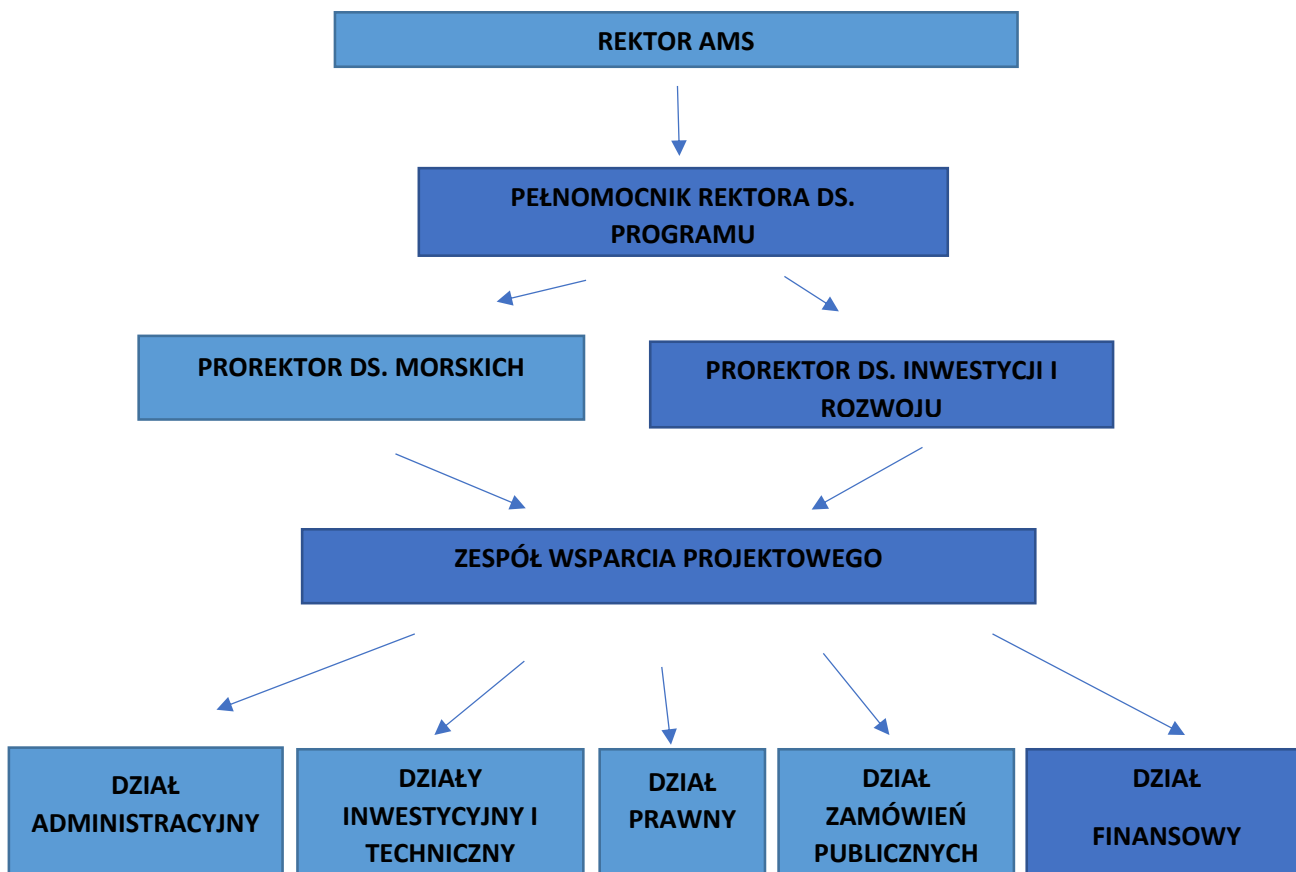 REKTOR AMS
PEŁNOMOCNIK REKTORA DS.
PROGRAMU
PROREKTOR DS. MORSKICH
PROREKTOR DS. INWESTYCJI I
ROZWOJU
ZESPÓŁ WSPARCIA PROJEKTOWEGO
DZIAŁ
ADMINISTRACYJNY
DZIAŁY
INWESTYCYJNY I
TECHNICZNY
DZIAŁ
PRAWNY
DZIAŁ
ZAMÓWIEŃ
PUBLICZNYCH
DZIAŁ
FINANSOWY